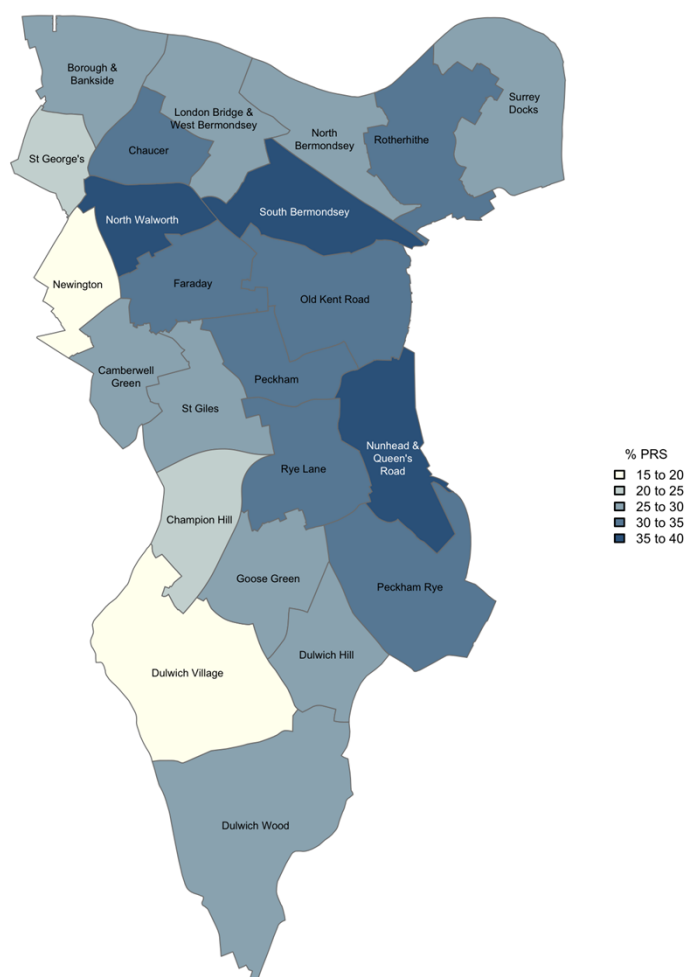 Borough &
Bankside
London Bridge &
West Bermondsey
Surrey
Docks
North
Bermondsey
Rotherhithe
Chaucer
St George's
North Walworth
South Bermondsey
Newington
Faraday
Old Kent Road
Camberwell
Green
Peckham
St Giles
Nunhead &
Queen's
Road
Rye Lane
% PRS
15 to 20
20 to 25
25 to 30
30 to 35
35 to 40
Champion Hill
Goose Green
Peckham Rye
Dulwich Hill
Dulwich Village
Dulwich Wood